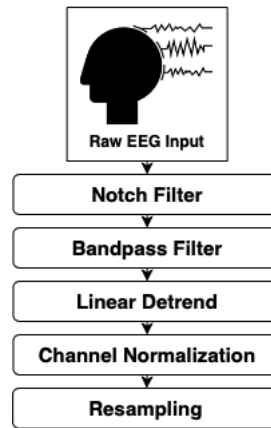 Raw EEG Input
Notch Filter
Bandpass Filter
Linear Detrend
Channel Normalization
Resampling